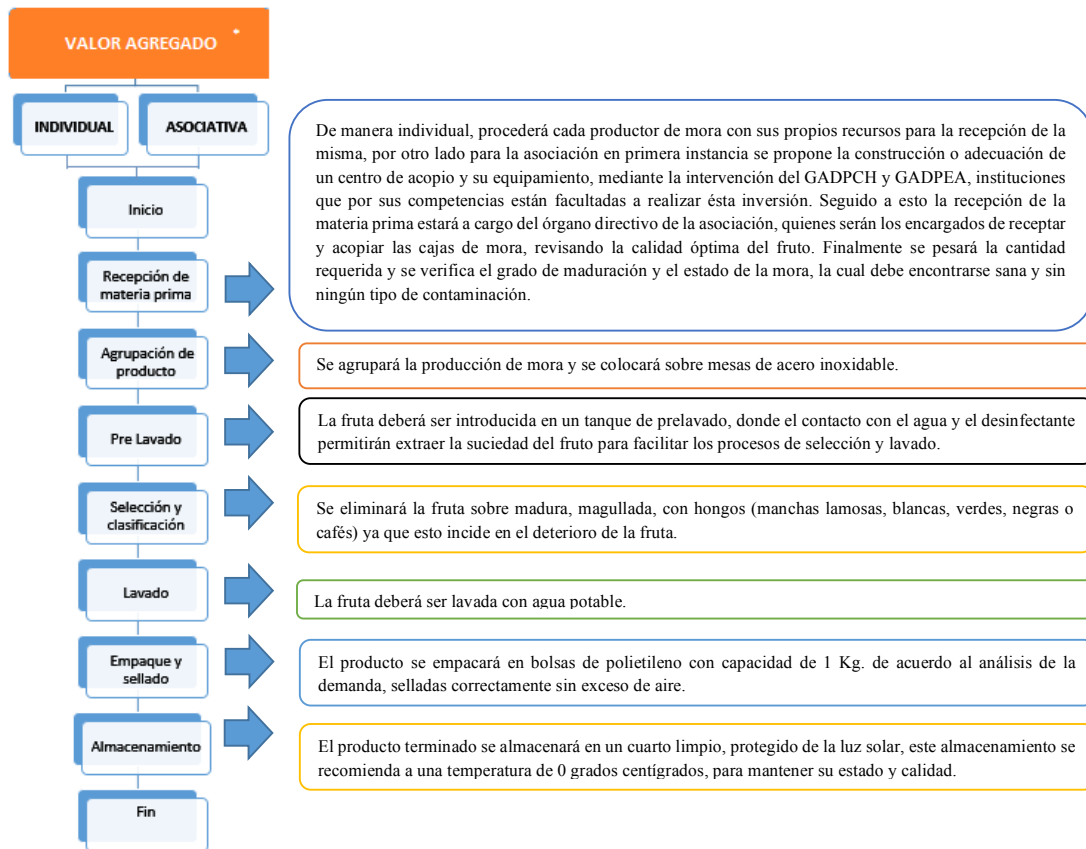 VALOR AGREGADO *
INDIVIDUAL
ASOCIATIVA
Inicio
Recepción de
materia prima
De manera individual, procederá cada productor de mora con sus propios recursos para la recepción de la
misma, por otro lado para la asociación en primera instancia se propone la construcción o adecuación de
un centro de acopio y su equipamiento, mediante la intervención del GADPCH y GADPEA, instituciones
que por sus competencias están facultadas a realizar ésta inversión. Seguido a esto la recepción de la
materia prima estará a cargo del órgano directivo de la asociación, quienes serán los encargados de receptar
y acopiar las cajas de mora, revisando la calidad óptima del fruto. Finalmente se pesará la cantidad
requerida y se verifica el grado de maduración y el estado de la mora, la cual debe encontrarse sana y sin
ningún tipo de contaminación.
Agrupación de
producto
Se agrupará la producción de mora y se colocará sobre mesas de acero inoxidable.
Pre Lavado
La fruta deberá ser introducida en un tanque de prelavado, donde el contacto con el agua y el desinfectante
permitirán extraer la suciedad del fruto para facilitar los procesos de selección y lavado.
Selección y
clasificación
Se eliminará la fruta sobre madura, magullada, con hongos (manchas lamosas, blancas, verdes, negras o
cafés) ya que esto incide en el deterioro de la fruta.
Lavado
La fruta deberá ser lavada con agua potable.
Empaque y
sellado
El producto se empacará en bolsas de polietileno con capacidad de 1 Kg. de acuerdo al análisis de la
demanda, selladas correctamente sin exceso de aire.
Almacenamiento
El producto terminado se almacenará en un cuarto limpio, protegido de la luz solar, este almacenamiento se
recomienda a una temperatura de 0 grados centígrados, para mantener su estado y calidad.
Fin